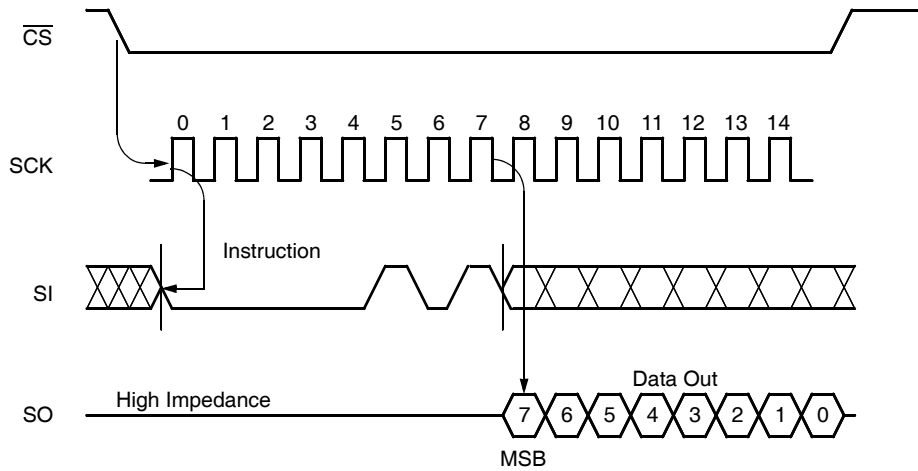 CS
0 1 2 3 4 5 6 7 8 9 10 11 12 13 14
SCK
Instruction
SI
Data Out
High Impedance
SO
7 6 5 4 3 2 1 0
MSB